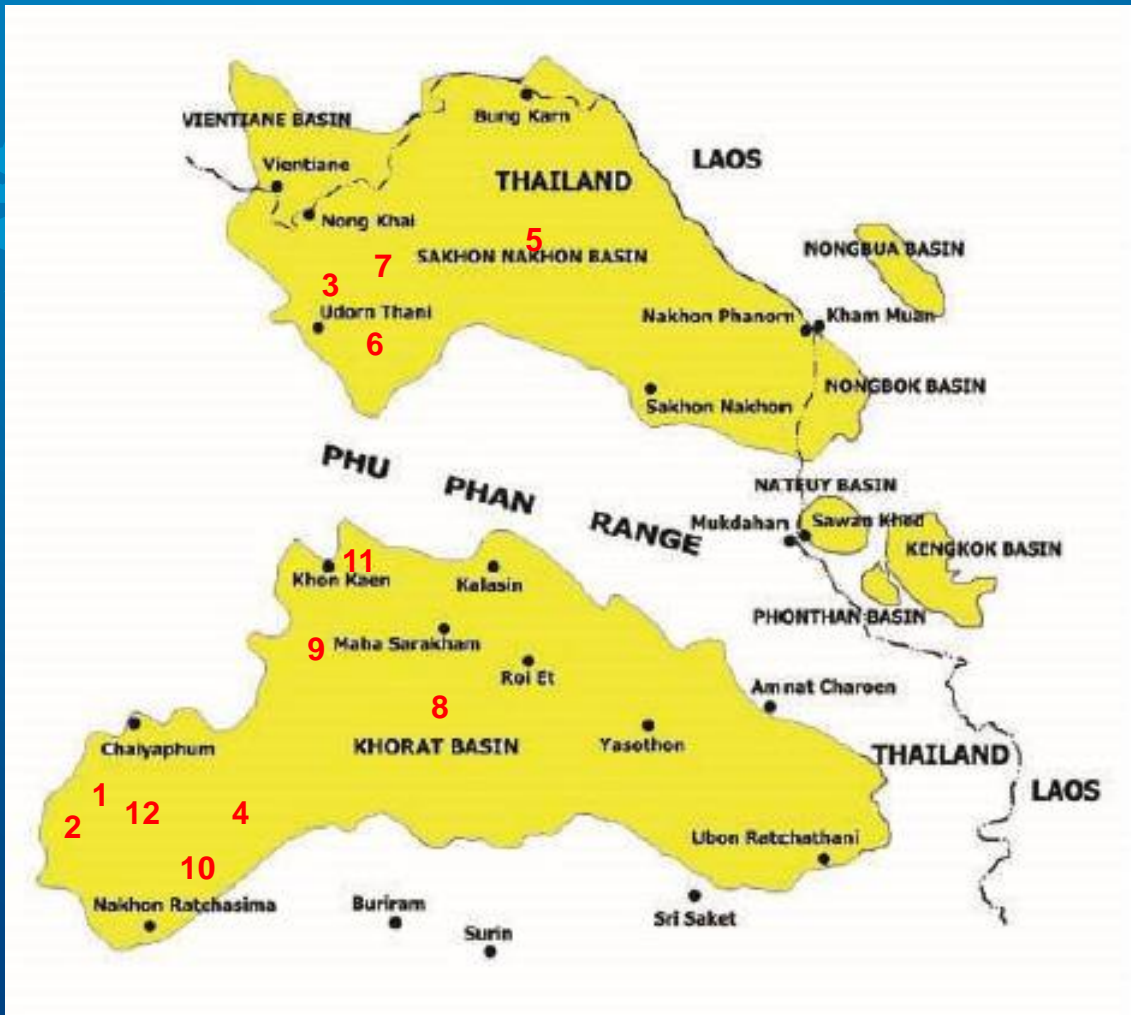 Bung Karn
VIENTIANE BASIN
LAOS
Vientiane
THAILAND
Nong Khai
5
NONGBUA BASIN
SAKHON NAKHON BASIN
7
3
Udorn Thani
Nakhon Phanom
Kham Muan
6
NONGBOK BASIN
Sakhon Nakhon
PHU PHAN RANGE
NATEUY BASIN
Mukdahan
Sawan Khed
KENGKOK BASIN
11
Khon Kaen
Kalasin
PHONTHAN BASIN
9
Maha Sarakham
Roi Et
Amnat Charoen
8
Chaiyaphum
KHORAT BASIN
Yasothon
THAILAND
LAOS
1
12
4
2
Ubon Ratchathani
10
Nakhon Ratchasima
Buriram
Sri Saket
Surin